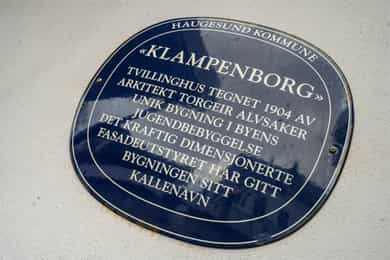 HAUGESUND KOMMUNE
«KLAMPENBORG»
TVILLINGHUS TEGNET 1904 AV
ARKITEKT TORGEIR ALVSAKER
UNIK BYGNING I BYENS
JUGENDBEBYGGELSE
DET KRAFTIG DIMENSJONERTE
FASADEUTSTYRET HAR GITT
BYGNINGEN SITT
KALLENAVN